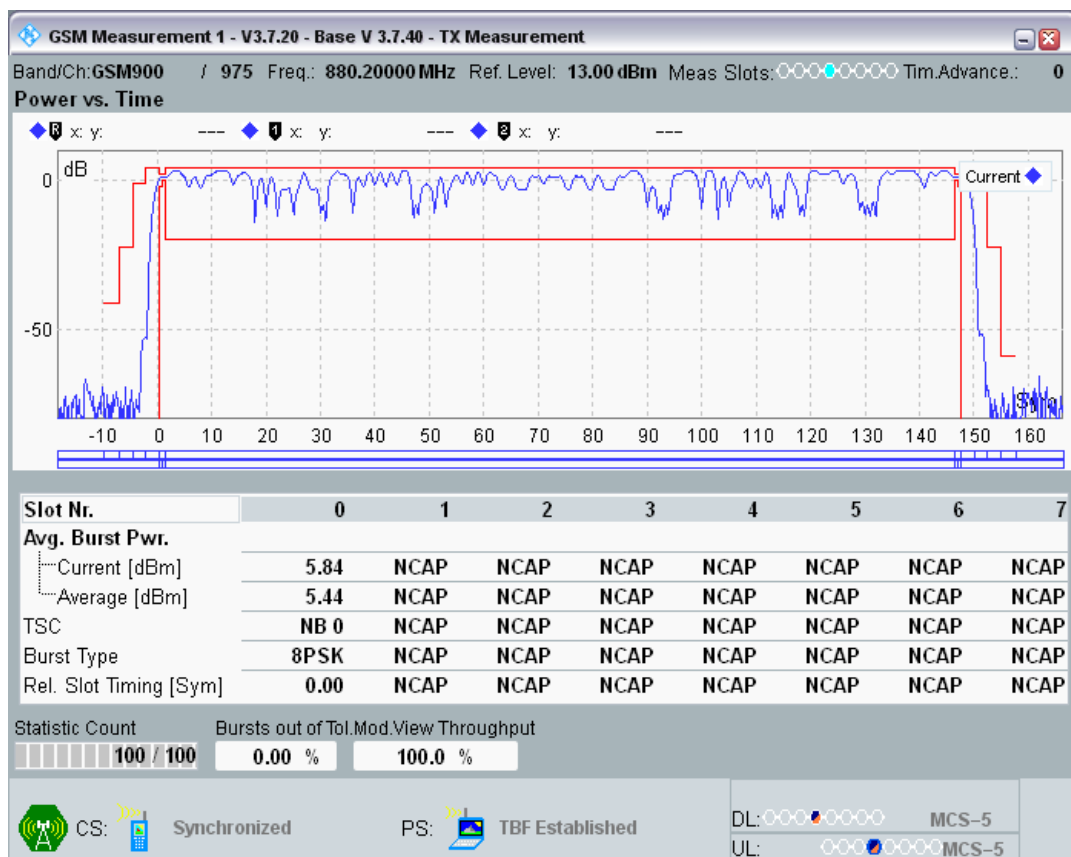 GSM Measurement 1 - V3.7.20 - Base V 3.7.40 - TX Measurement
Band/Ch:GSM900 / 975 Freq.: 880.20000 MHz Ref. Level: 13.00 dBm Meas Slots: Tim.Advance.: 0
Power vs. Time
R x: y: --- 1 x: y: --- 2 x: y: ---
dB
Current
0
-50
Sym
-10 0 10 20 30 40 50 60 70 80 90 100 110 120 130 140 150 160
Slot Nr. 0 1 2 3 4 5 6 7
Avg. Burst Pwr.
Current [dBm] 5.84 NCAP NCAP NCAP NCAP NCAP NCAP NCAP
Average [dBm] 5.44 NCAP NCAP NCAP NCAP NCAP NCAP NCAP
TSC NB 0 NCAP NCAP NCAP NCAP NCAP NCAP NCAP
Burst Type 8PSK NCAP NCAP NCAP NCAP NCAP NCAP NCAP
Rel. Slot Timing [Sym] 0.00 NCAP NCAP NCAP NCAP NCAP NCAP NCAP
Statistic Count Bursts out of Tol. Mod.View Throughput
100 / 100 0.00 % 100.0 %
CS: Synchronized PS: TBF Established
DL: MCS-5
UL: MCS-5